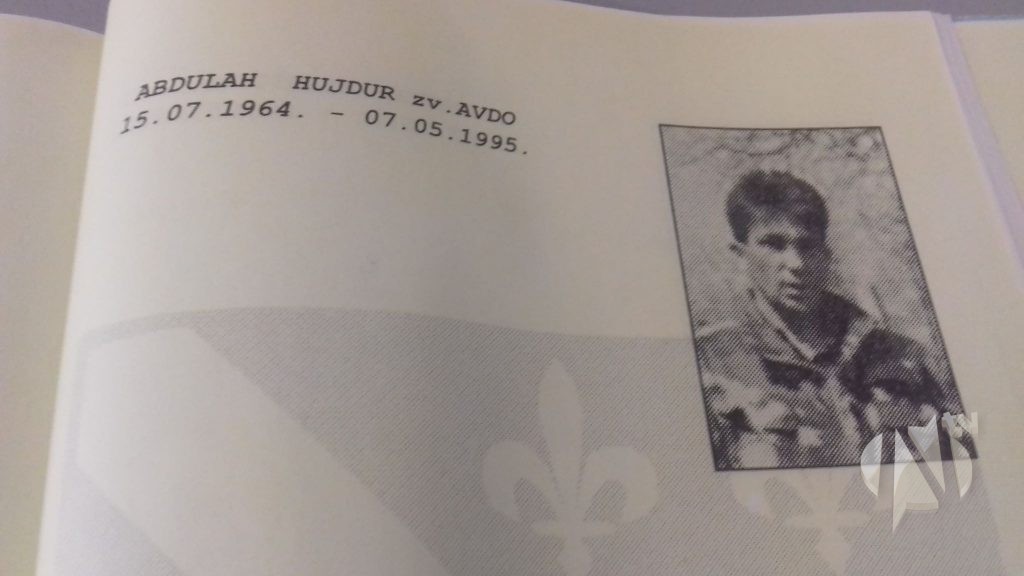 ABDULAH HUJDUR zv.AVDO
15.07.1964. - 07.05.1995.